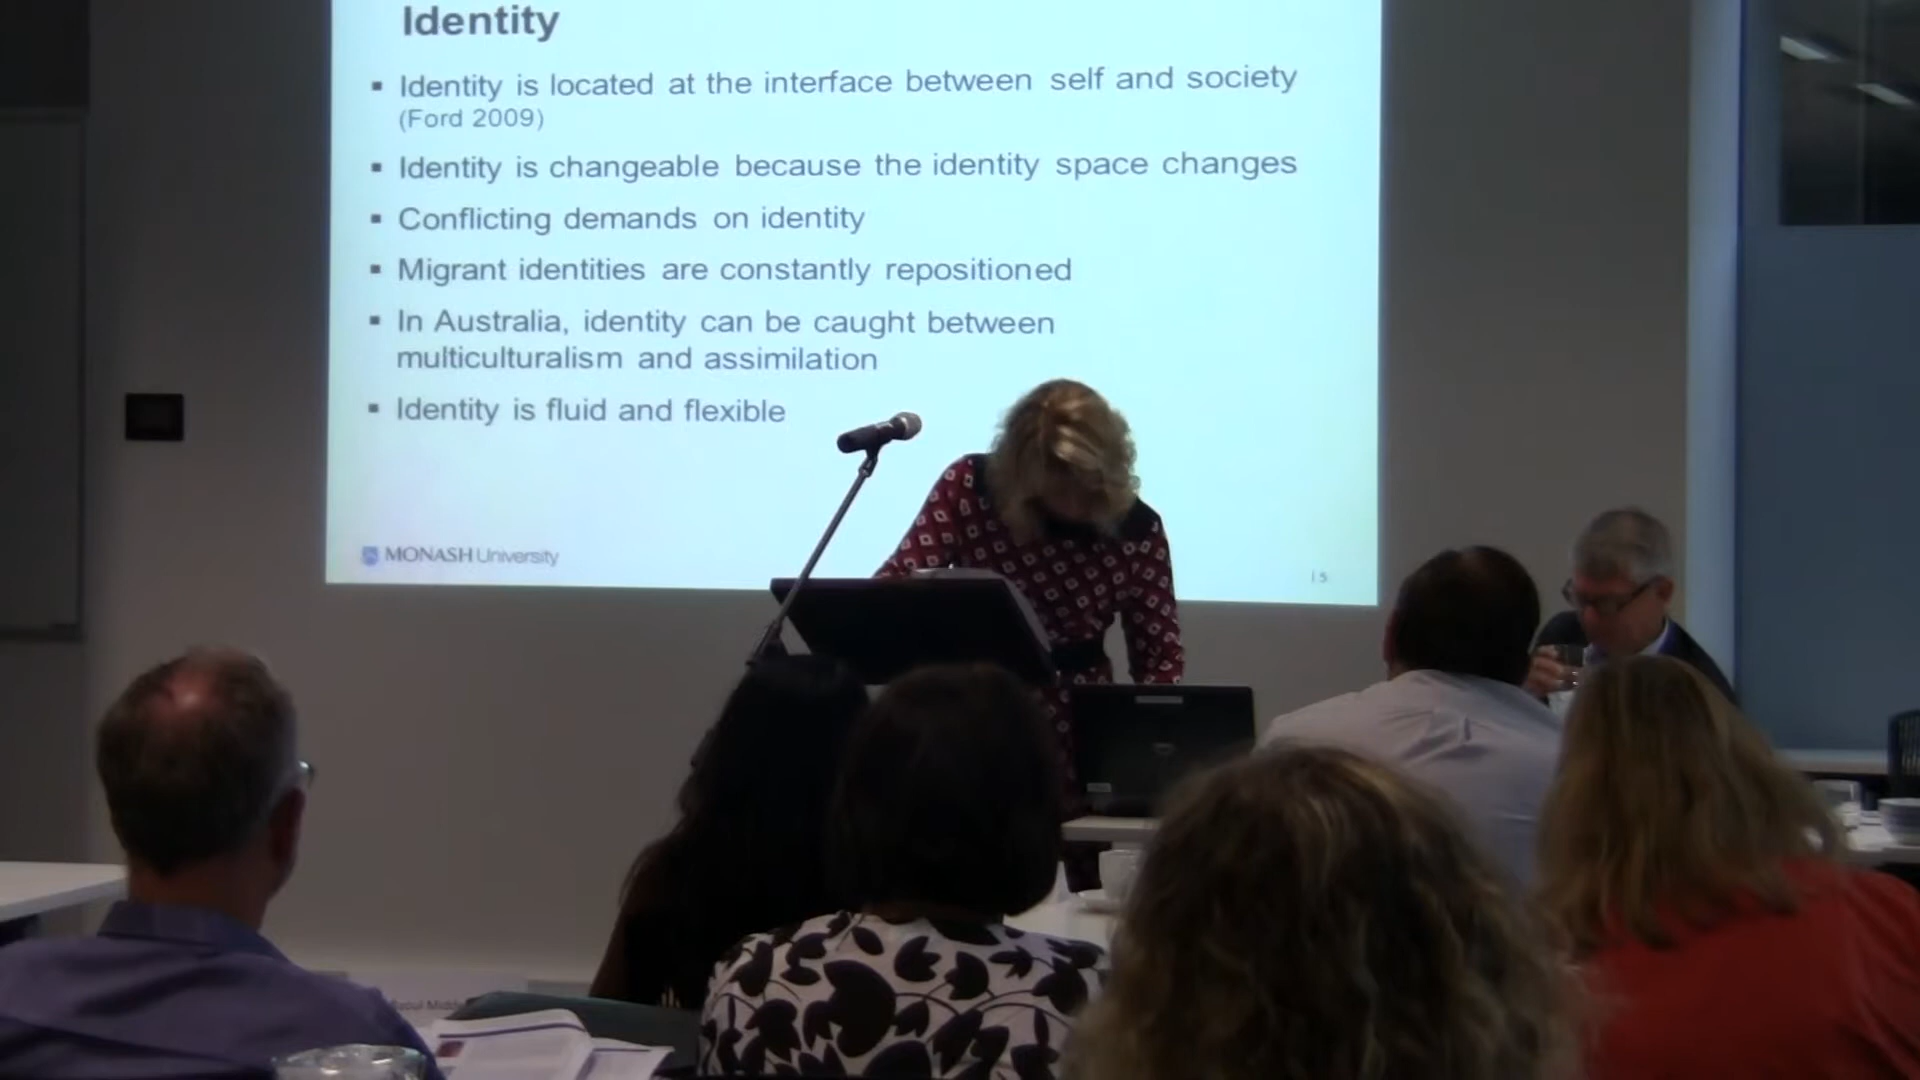 Identity
▪ Identity is located at the interface between self and society
(Ford 2009)
▪ Identity is changeable because the identity space changes
▪ Conflicting demands on identity
▪ Migrant identities are constantly repositioned
▪ In Australia, identity can be caught between
multiculturalism and assimilation
▪ Identity is fluid and flexible
MONASH University
| 5